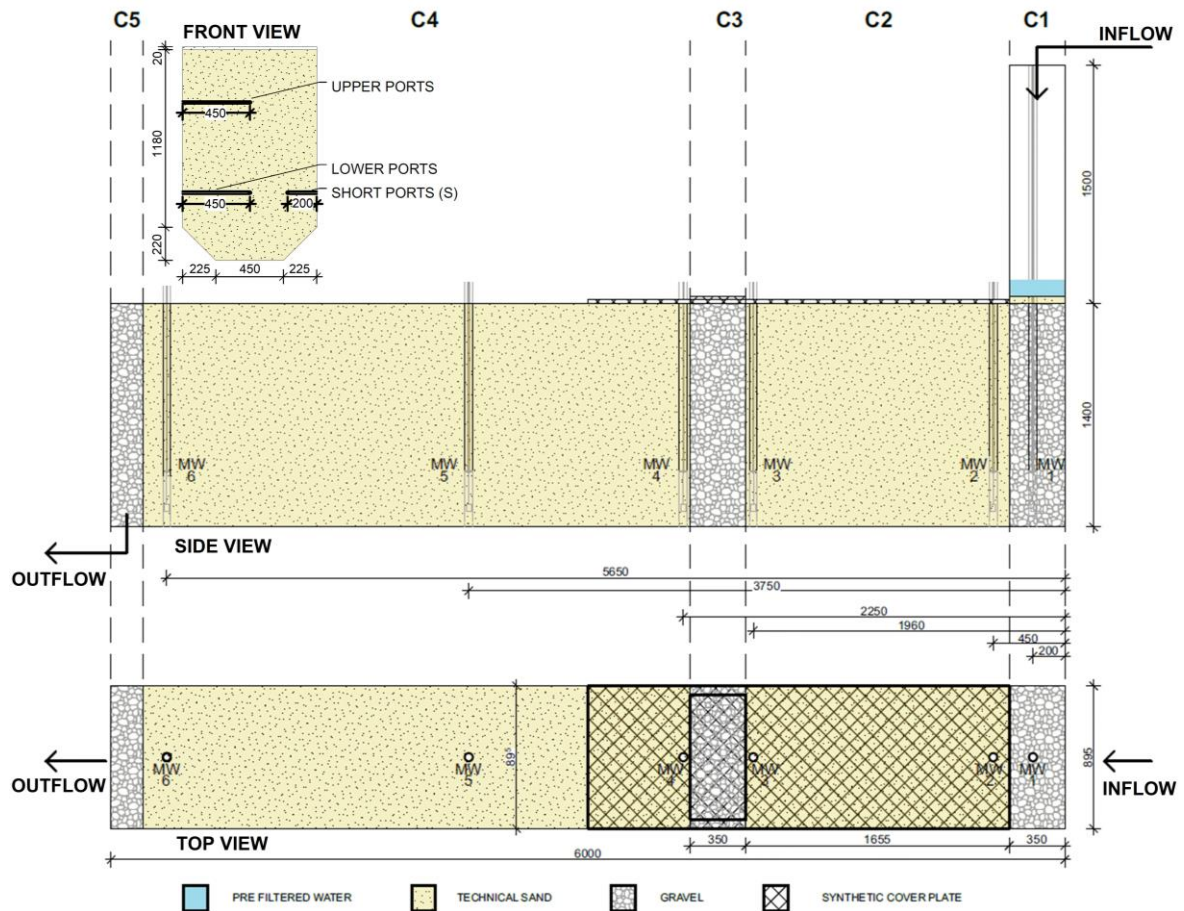 C5
C4
C3
C2
C1
FRONT VIEW
INFLOW
20
UPPER PORTS
450
1180
1500
LOWER PORTS
SHORT PORTS (S)
450
200
220
225
450
225
1400
MW
6
MW
5
MW
4
MW
3
MW
2
MW
1
SIDE VIEW
OUTFLOW
5650
3750
2250
1960
450
200
89⁵
895
MW
6
MW
5
MW
4
MW
3
MW
2
MW
1
OUTFLOW
INFLOW
TOP VIEW
350
1655
350
6000
PRE FILTERED WATER
TECHNICAL SAND
GRAVEL
SYNTHETIC COVER PLATE